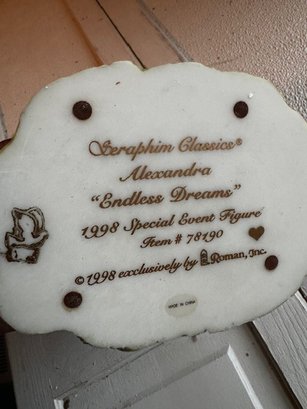 Seraphim Classics®
Alexandra
"Endless Dreams"
1998 Special Event Figure
Item # 78190
©1998 exclusively by Roman, Inc.
MADE IN CHINA